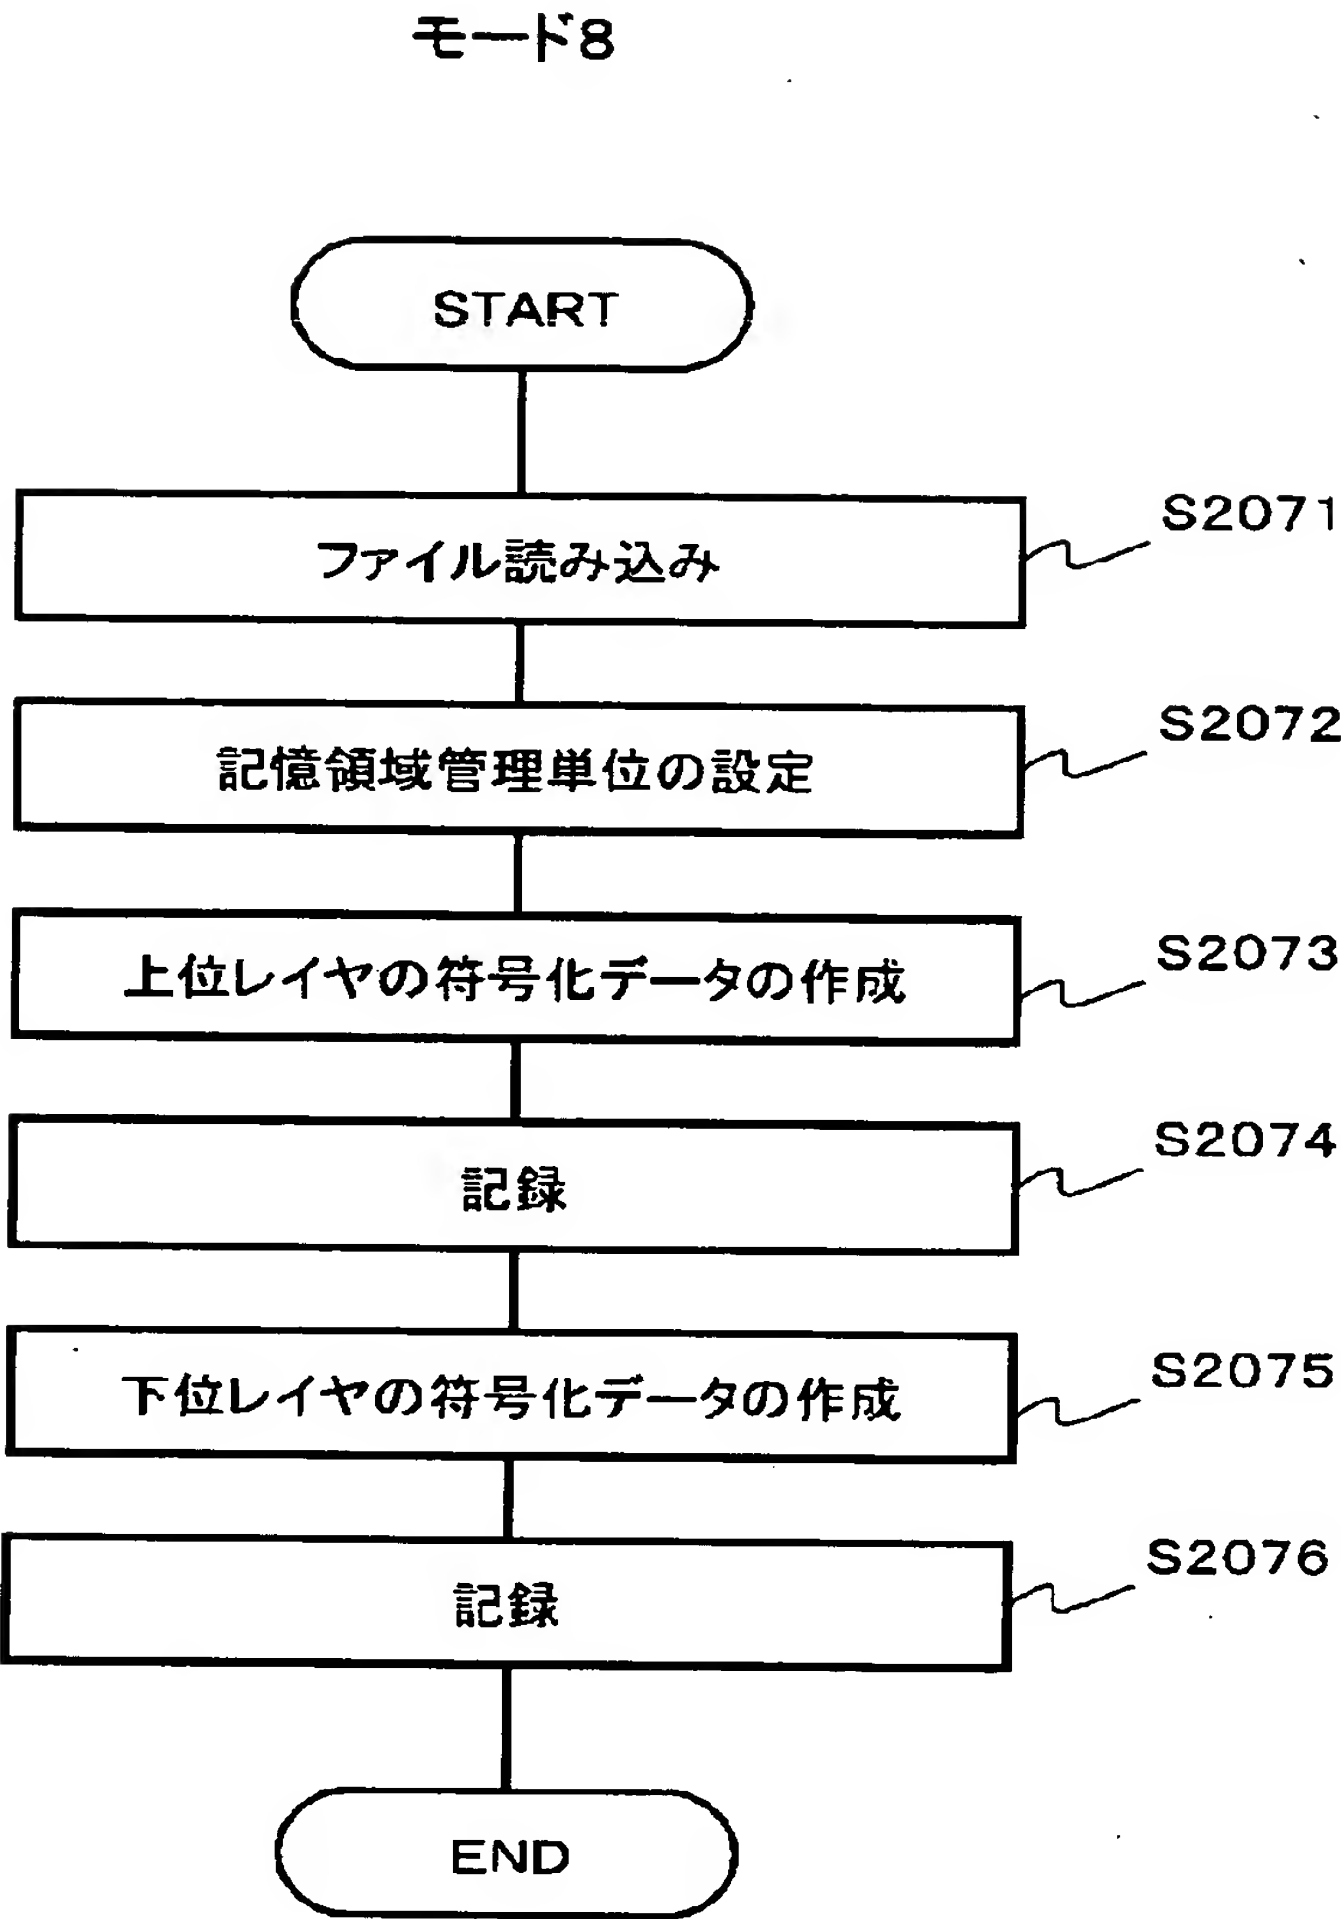 モード8
START
ファイル読み込み
S2071
記憶領域管理単位の設定
S2072
上位レイヤの符号化データの作成
S2073
記録
S2074
下位レイヤの符号化データの作成
S2075
記録
S2076
END